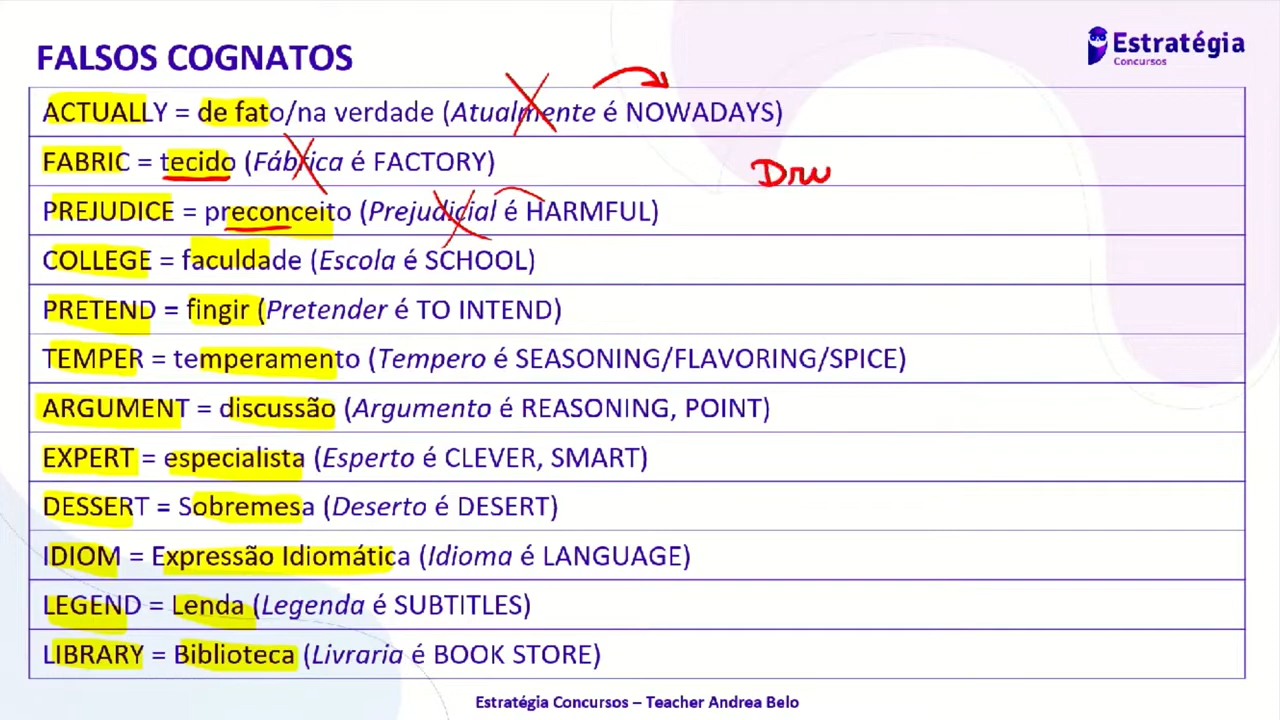 FALSOS COGNATOS
Estratégia
Concursos
ACTUALLY = de fato/na verdade (Atualmente é NOWADAYS)
FABRIC = tecido (Fábrica é FACTORY)
Dru
PREJUDICE = preconceito (Prejudicial é HARMFUL)
COLLEGE = faculdade (Escola é SCHOOL)
PRETEND = fingir (Pretender é TO INTEND)
TEMPER = temperamento (Tempero é SEASONING/FLAVORING/SPICE)
ARGUMENT = discussão (Argumento é REASONING, POINT)
EXPERT = especialista (Esperto é CLEVER, SMART)
DESSERT = Sobremesa (Deserto é DESERT)
IDIOM = Expressão Idiomática (Idioma é LANGUAGE)
LEGEND = Lenda (Legenda é SUBTITLES)
LIBRARY = Biblioteca (Livraria é BOOK STORE)
Estratégia Concursos – Teacher Andrea Belo